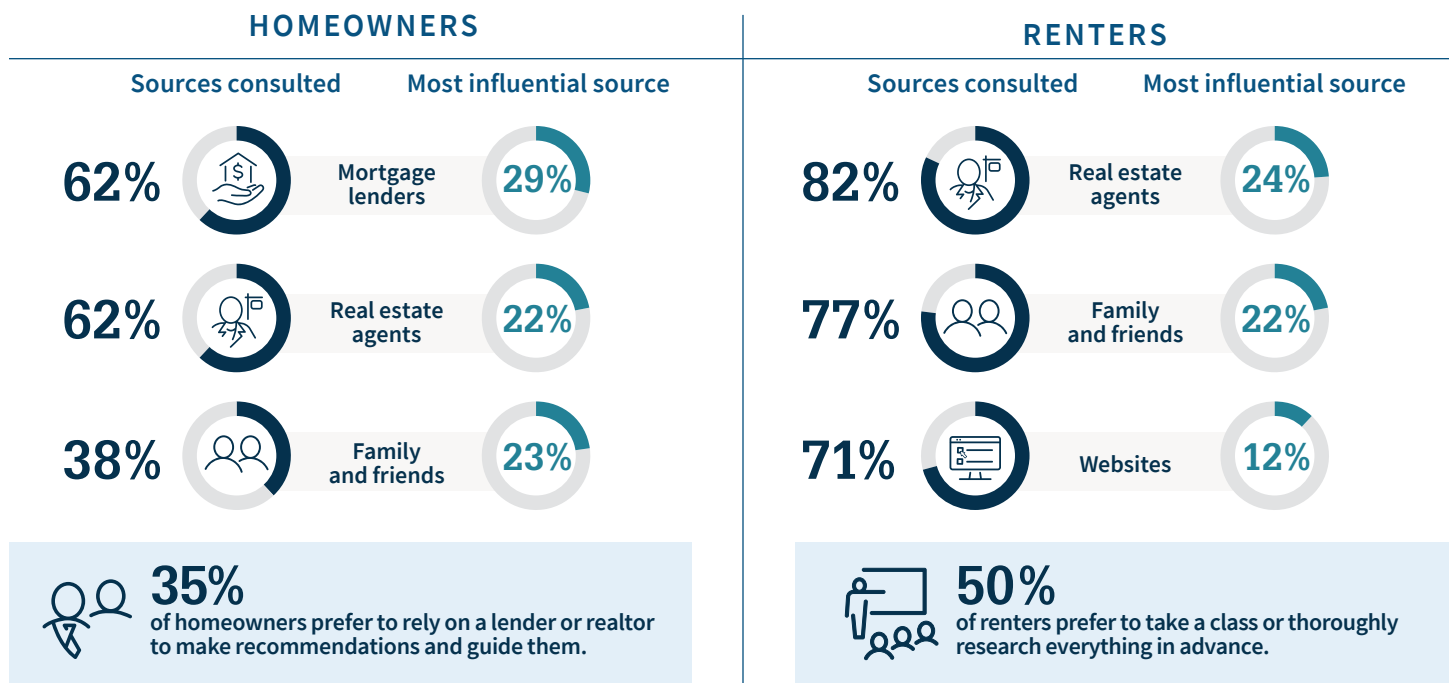 HOMEOWNERS
Sources consulted
Most influential source
62%
Mortgage
lenders
29%
62%
Real estate
agents
22%
38%
Family
and friends
23%
35%
of homeowners prefer to rely on a lender or realtor
to make recommendations and guide them.
RENTERS
Sources consulted
Most influential source
82%
Real estate
agents
24%
77%
Family
and friends
22%
71%
Websites
12%
50%
of renters prefer to take a class or thoroughly
research everything in advance.